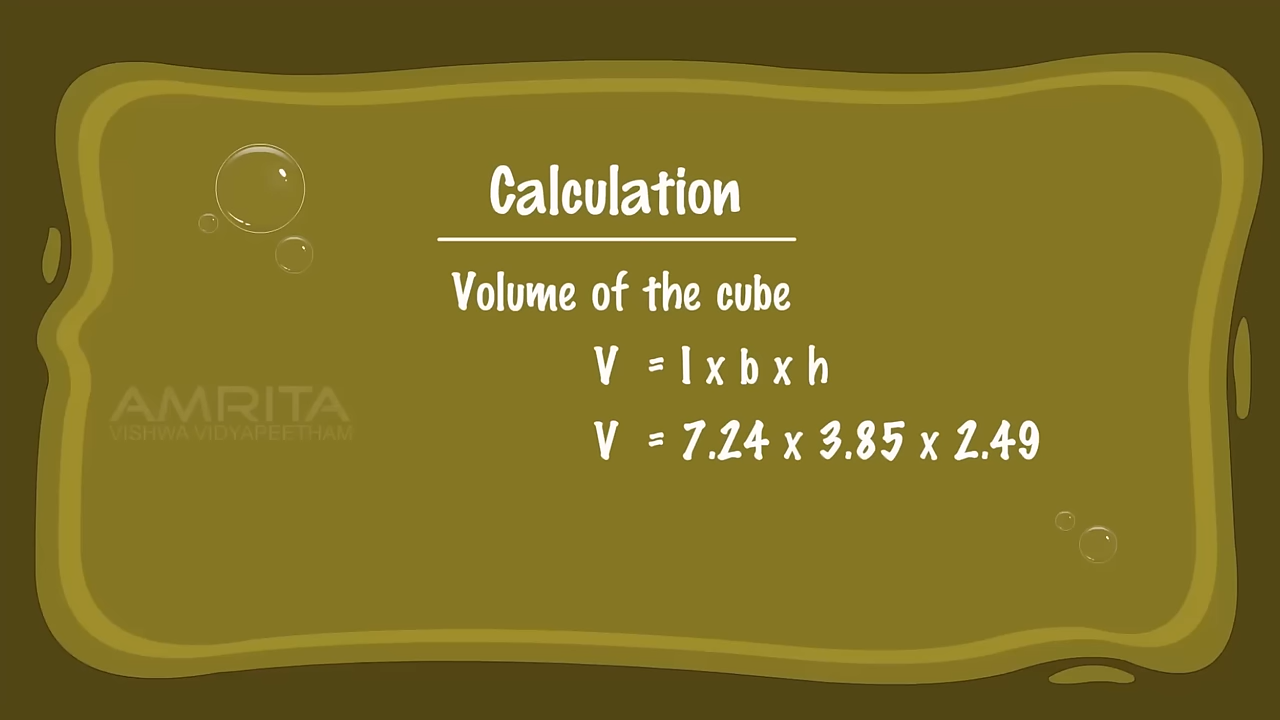 Calculation
Volume of the cube
V = l x b x h
V = 7.24 x 3.85 x 2.49
AMRITA
VISHWA VIDYAPEETHAM